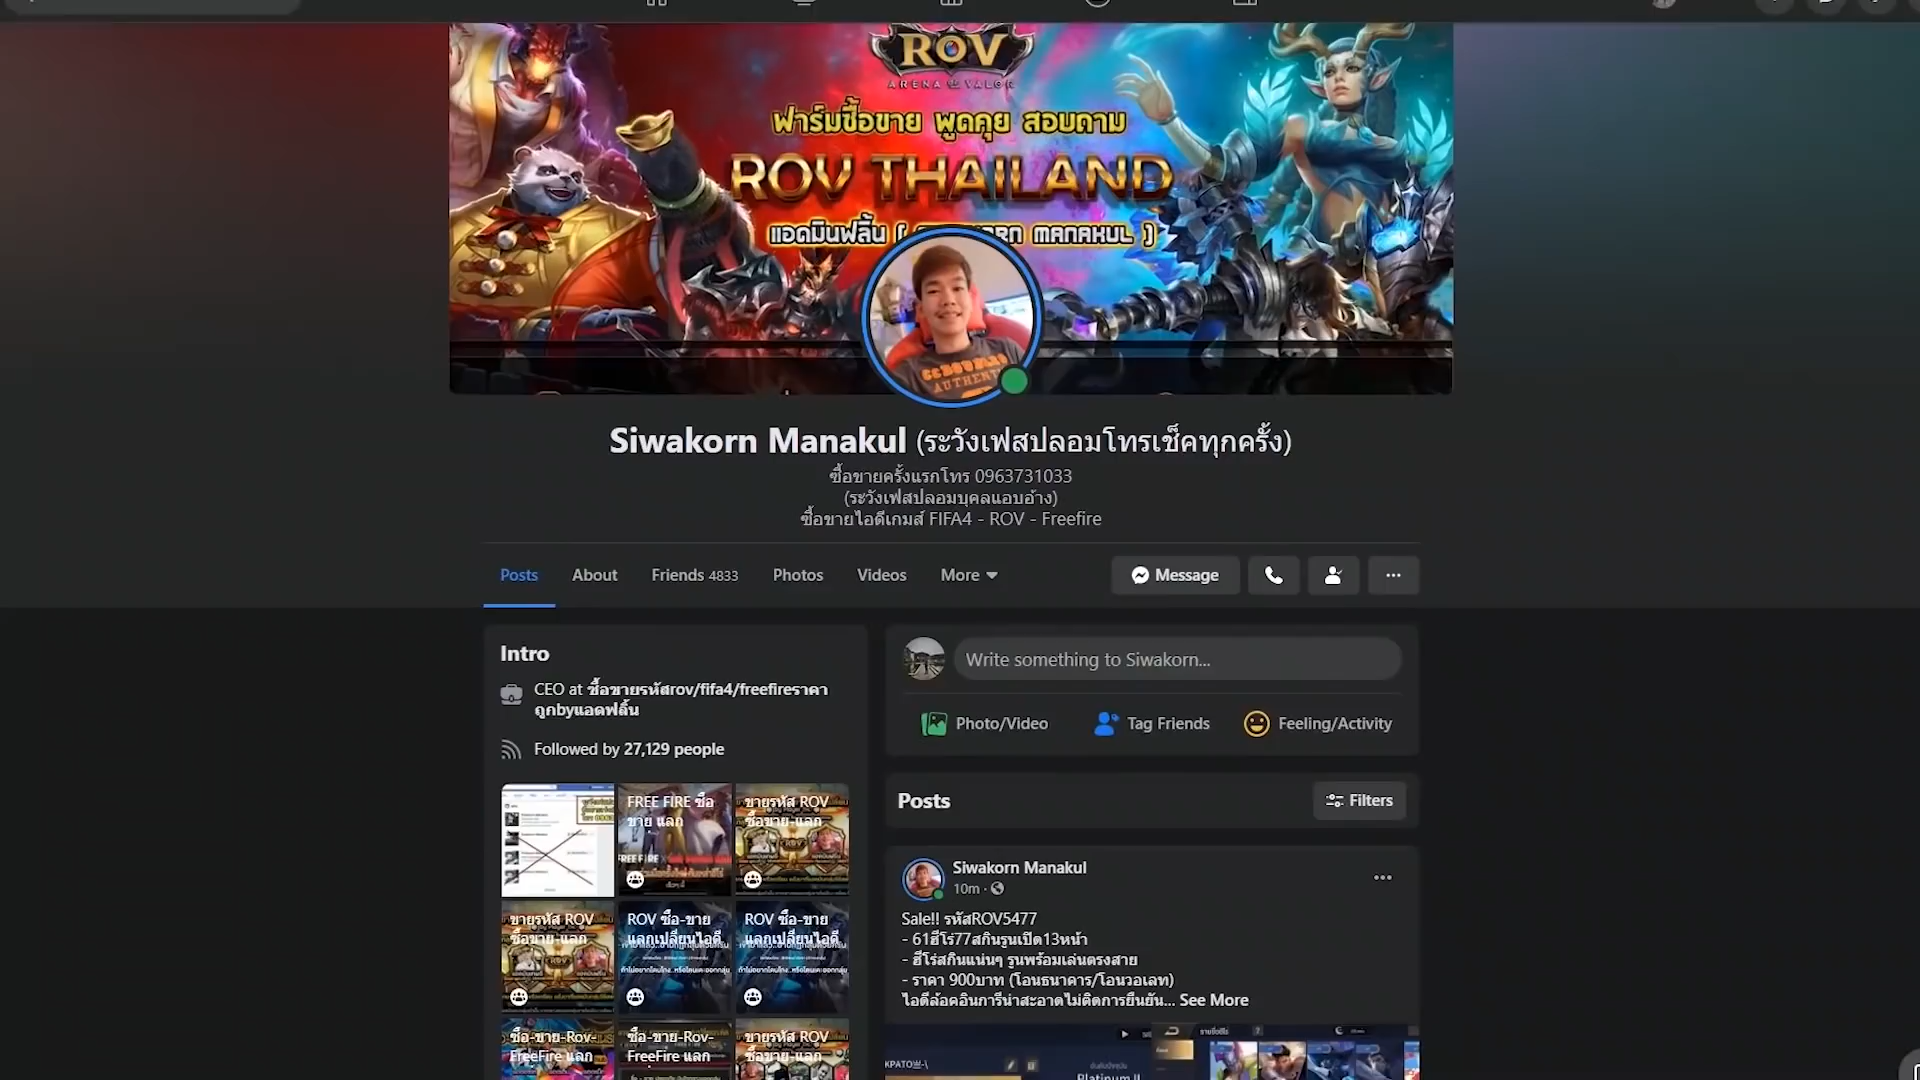 ROV
ARENA OF VALOR
ฟาร์มซื้อขาย พูดคุย สอบถาม
ROV THAILAND
แอดมินฟลิ้น (
MANAKUL )
AUTHENTI
Siwakorn Manakul (ระวังเฟสปลอมโทรเช็คทุกครั้ง)
ซื้อขายครั้งแรกโทร 0963731033
(ระวังเฟสปลอมบุคลแอบอ้าง)
ซื้อขายไอดีเกมส์ FIFA4 - ROV - Freefire
Posts About Friends 4833 Photos Videos More
Message
Intro
CEO at ซื้อขายรหัสrov/fifa4/freefireราคา
ถูกbyแอดฟลิ้น
Followed by 27,129 people
FREE FIRE ซื้อ
ขาย แลก
ขายรหัส ROV
ซื้อขาย-แลก
ขายรหัส ROV
ซื้อขาย-แลก
ROV ซื้อ-ขาย
แลกเปลี่ยนไอดี
ROV ซื้อ-ขาย
แลกเปลี่ยนไอดี
ซื้อ-ขาย-Rov-
FreeFire แลก
ซื้อ-ขาย-Rov-
FreeFire แลก
ขายรหัส ROV
ซื้อขาย-แลก
Write something to Siwakorn...
Photo/Video Tag Friends Feeling/Activity
Posts
Filters
Siwakorn Manakul
10m
Sale!! รหัสROV5477
- 61ฮีโร่77สกินรูนเปิด13หน้า
- ฮีโร่สกินแน่นๆ รูนพร้อมเล่นตรงสาย
- ราคา 900บาท (โอนธนาคาร/โอนวอเลท)
ไอดีล้อคอินการีน่าสะอาดไม่ติดการยืนยัน... See More
Platinum II